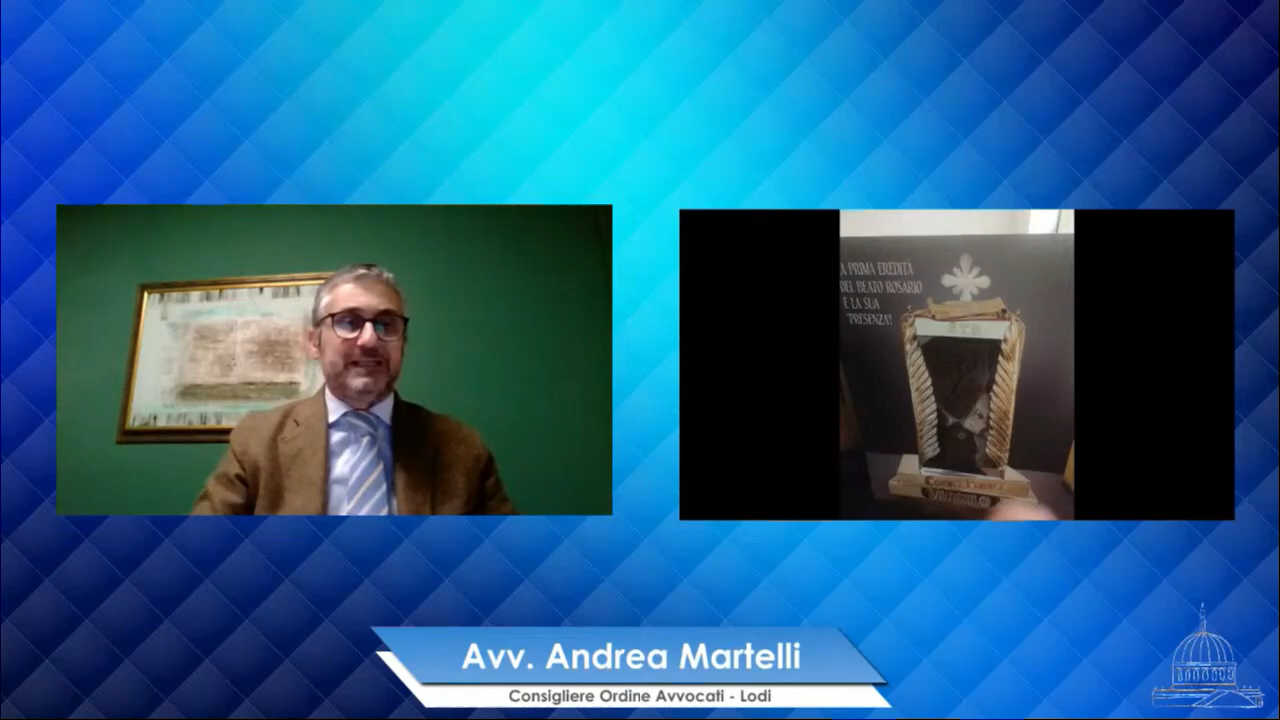 A PRIMA EREDITÀ
DEL BEATO ROSARIO
È LA SUA
PRESENZA!
Avv. Andrea Martelli
Consigliere Ordine Avvocati - Lodi